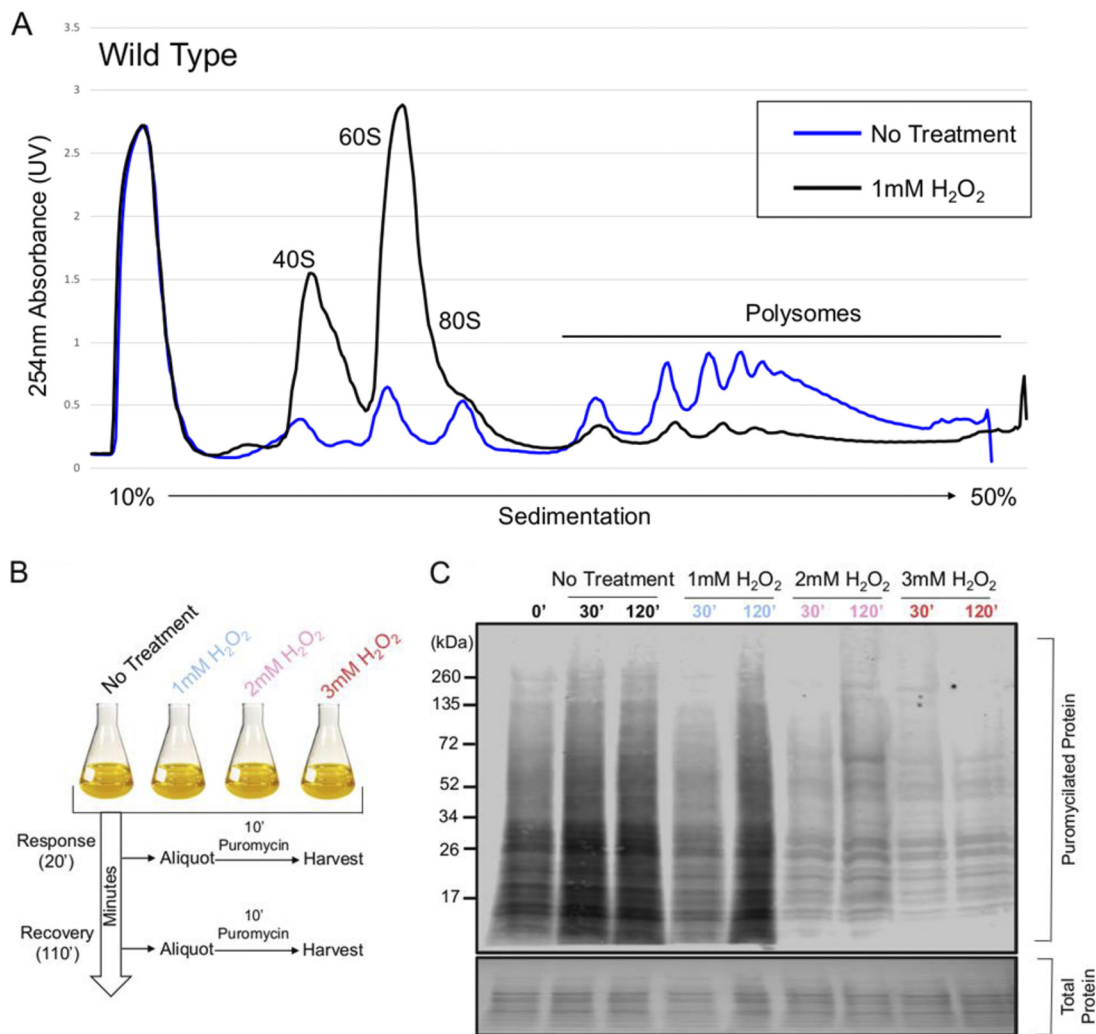 A
Wild Type
3.5
3
2.5
2
1.5
1
0.5
0
254nm Absorbance (UV)
40S
60S
80S
Polysomes
No Treatment
1mM H₂O₂
10%
Sedimentation
50%
B
No Treatment
1mM H₂O₂
2mM H₂O₂
3mM H₂O₂
Response
(20')
Minutes
Aliquot
10'
Puromycin
Harvest
Recovery
(110')
Aliquot
10'
Puromycin
Harvest
C
No Treatment 1mM H₂O₂ 2mM H₂O₂ 3mM H₂O₂
0' 30' 120' 30' 120' 30' 120' 30' 120'
(kDa)
260
135
72
52
34
26
17
Puromycilated Protein
Total
Protein